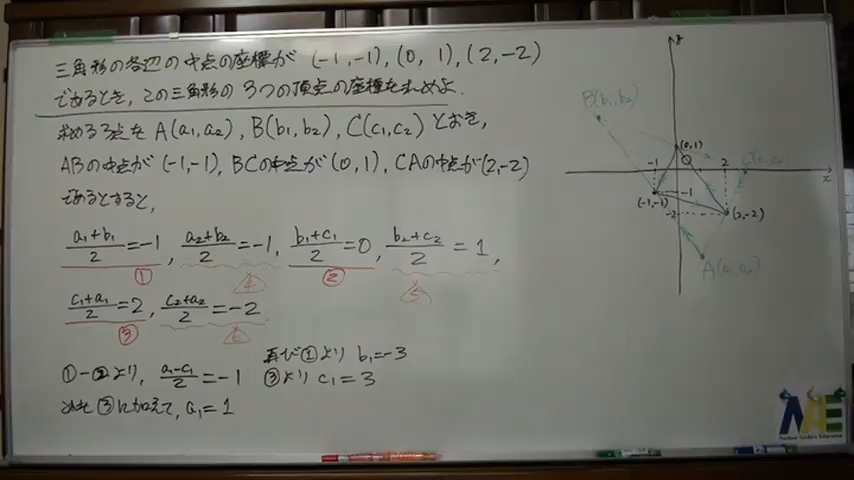 三角形の各辺の中点の座標が (-1,-1),(0, 1),(2,-2)
であるとき,この三角形の 3つの頂点の座標を求めよ.
求める3点を A(a₁,a₂), B(b₁,b₂), C(c₁,c₂) とおき,
ABの中点が (-1,-1), BCの中点が (0,1), CAの中点が(2,-2)
であるとすると,
(a₁+b₁)/2=-1, (a₂+b₂)/2=-1, (b₁+c₁)/2=0, (b₂+c₂)/2=1,
① ④ ② ⑤
(c₁+a₁)/2=2, (c₂+a₂)/2=-2.
③ ⑥
①-②より, (a₁-c₁)/2=-1
③に加えて, a₁=1
再び①より b₁=-3
③より c₁=3
y
B(b₁,b₂)
(0,1)
-1
2
x
-1
(-1,-1)
-2
(2,-2)